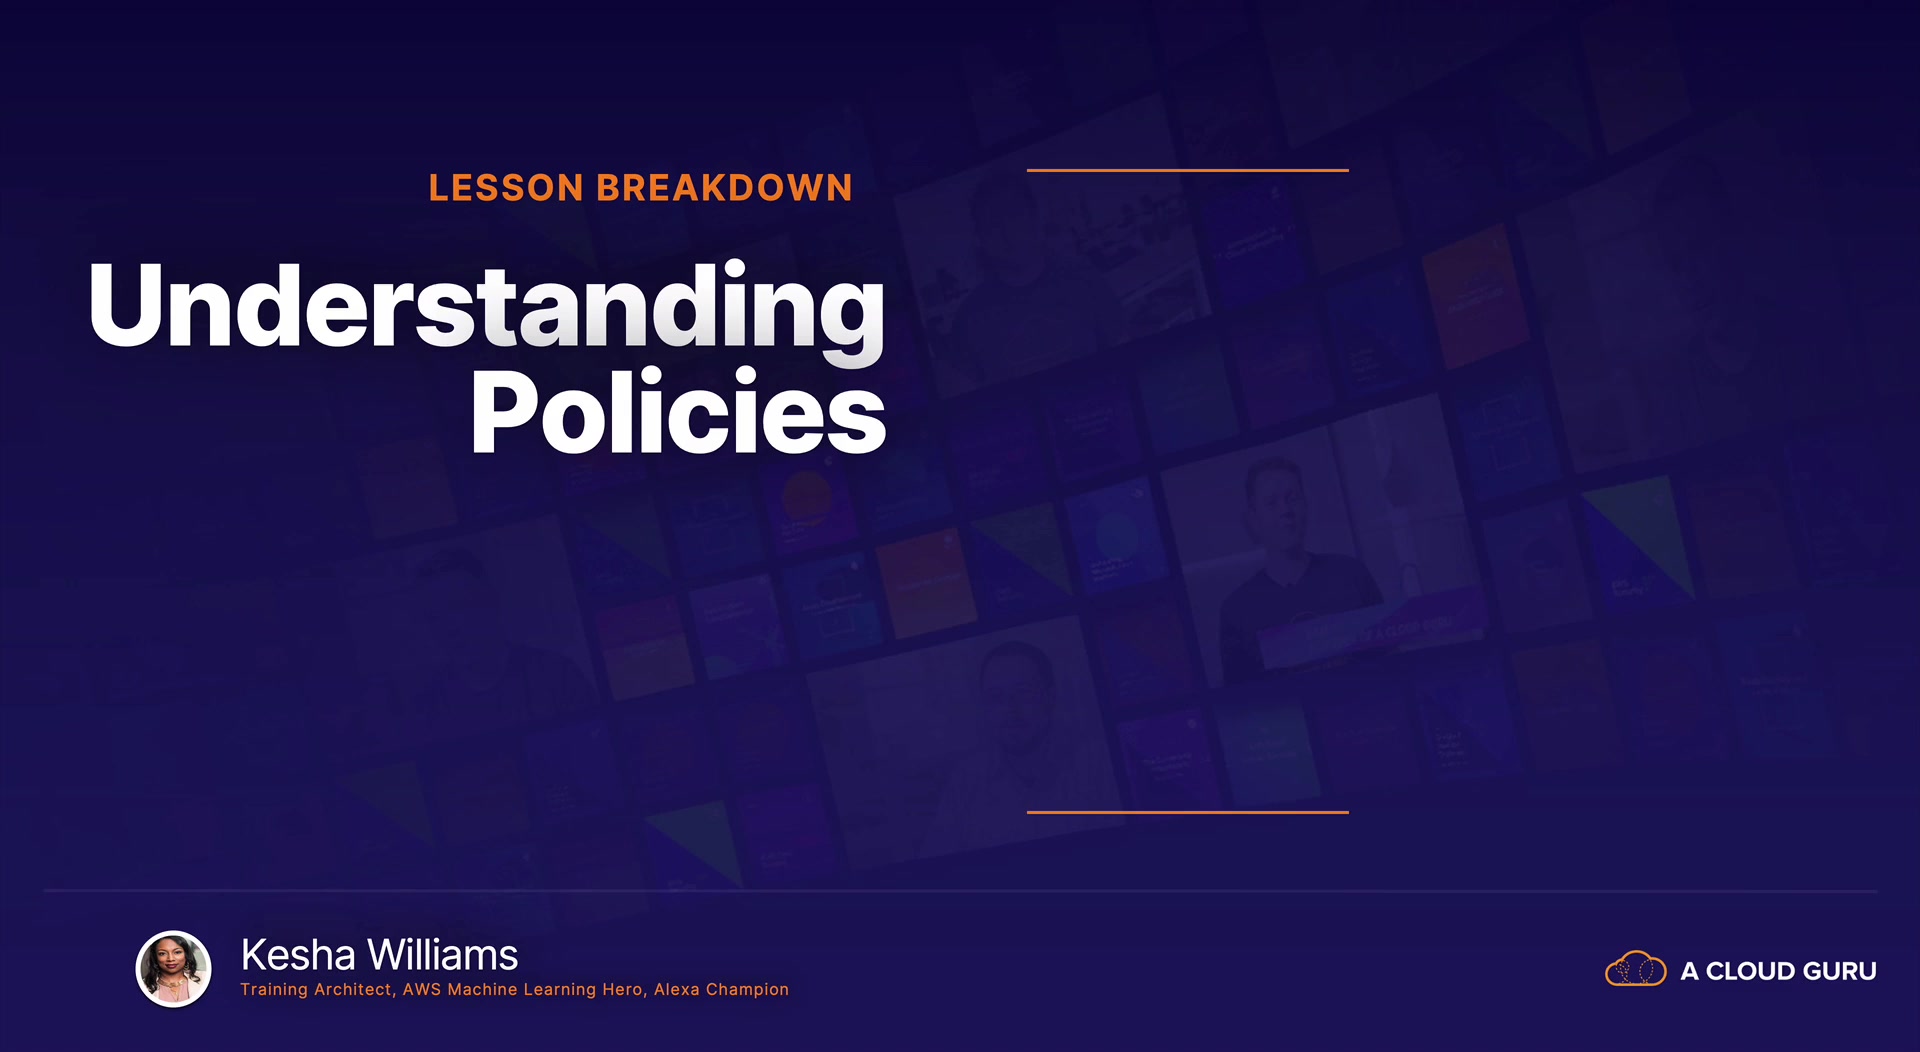 LESSON BREAKDOWN
Understanding
Policies
Kesha Williams
Training Architect, AWS Machine Learning Hero, Alexa Champion
A CLOUD GURU